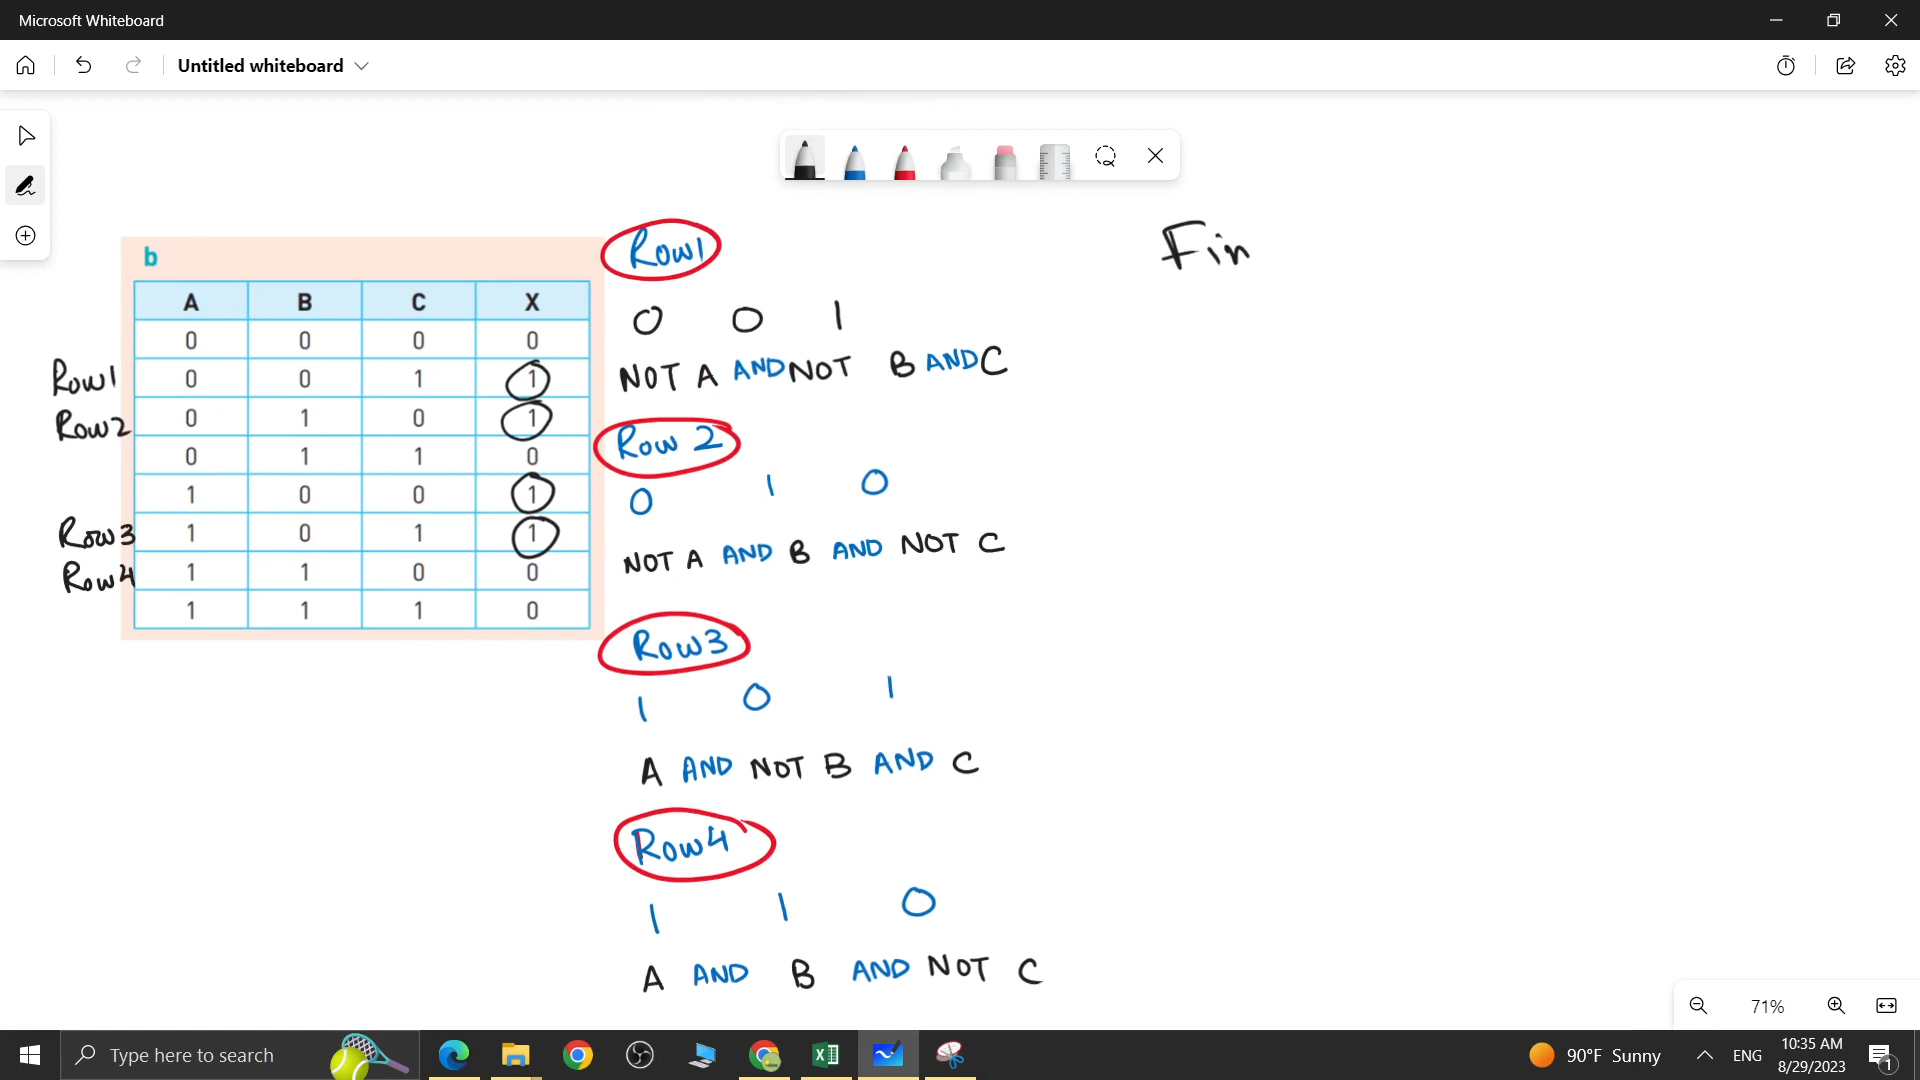 Microsoft Whiteboard
Untitled whiteboard
b
A B C X
0 0 0 0
Row1 0 0 1 1
Row2 0 1 0 1
0 1 1 0
1 0 0 1
Row3 1 0 1 1
Row4 1 1 0 0
1 1 1 0
Row1
0 0 1
NOT A AND NOT B AND C
Row 2
0 1 0
NOT A AND B AND NOT C
Row3
1 0 1
A AND NOT B AND C
Row4
1 1 0
A AND B AND NOT C
Fin
71%
Type here to search
90°F Sunny
ENG
10:35 AM
8/29/2023
1